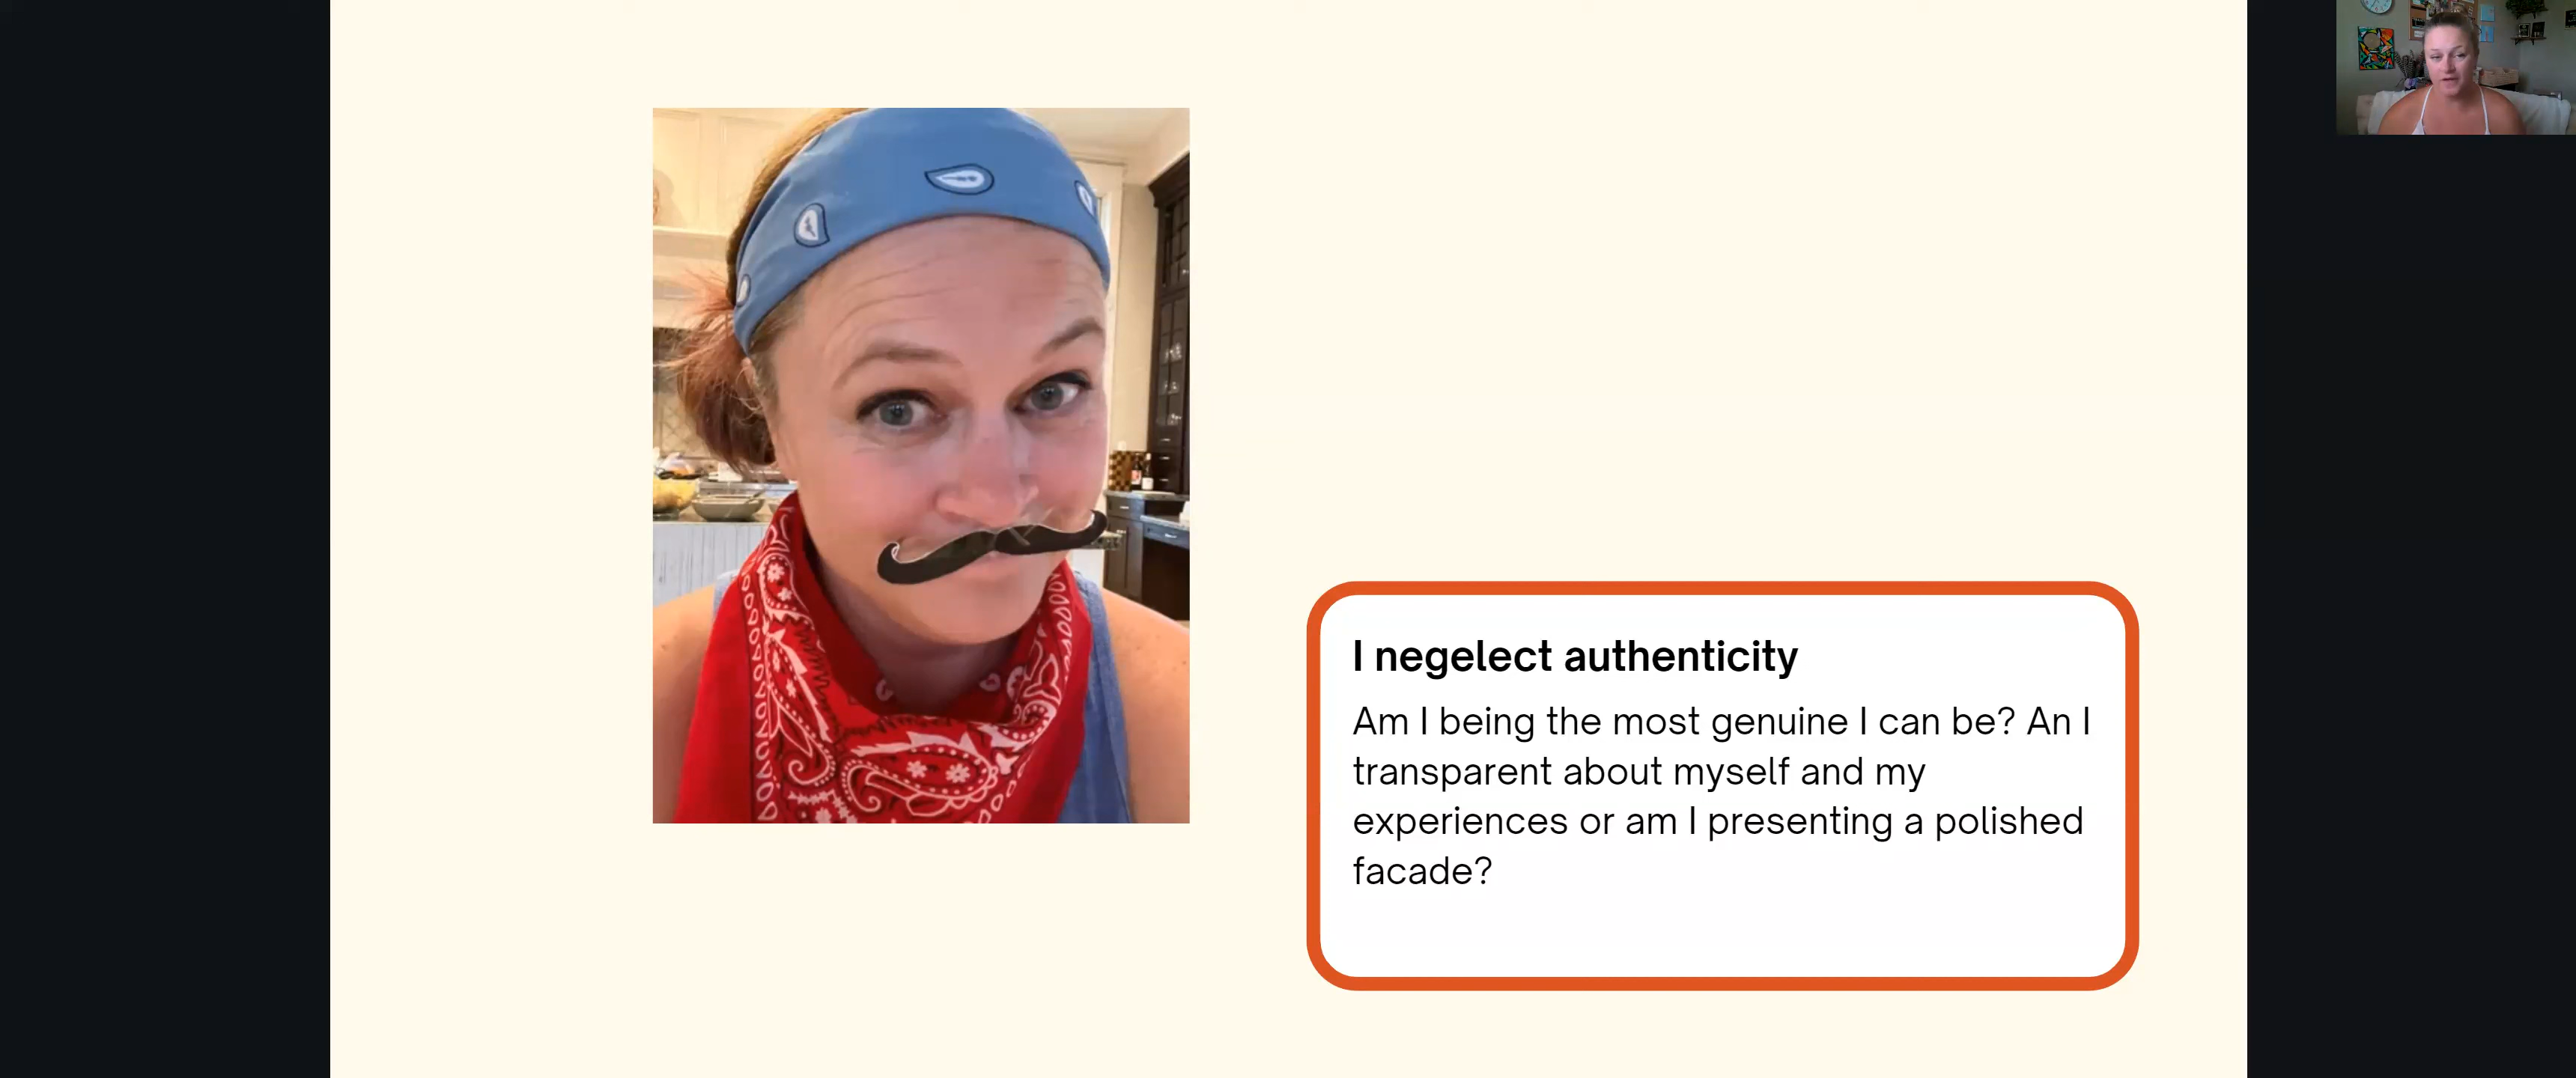 I negelect authenticity
Am I being the most genuine I can be? An I
transparent about myself and my
experiences or am I presenting a polished
facade?